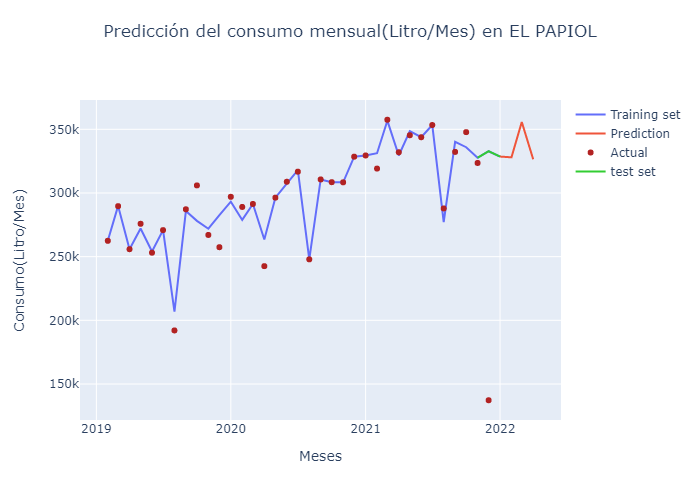 Predicción del consumo mensual(Litro/Mes) en EL PAPIOL
Training set
Prediction
Actual
test set
Consumo(Litro/Mes)
350k
300k
250k
200k
150k
2019
2020
2021
2022
Meses